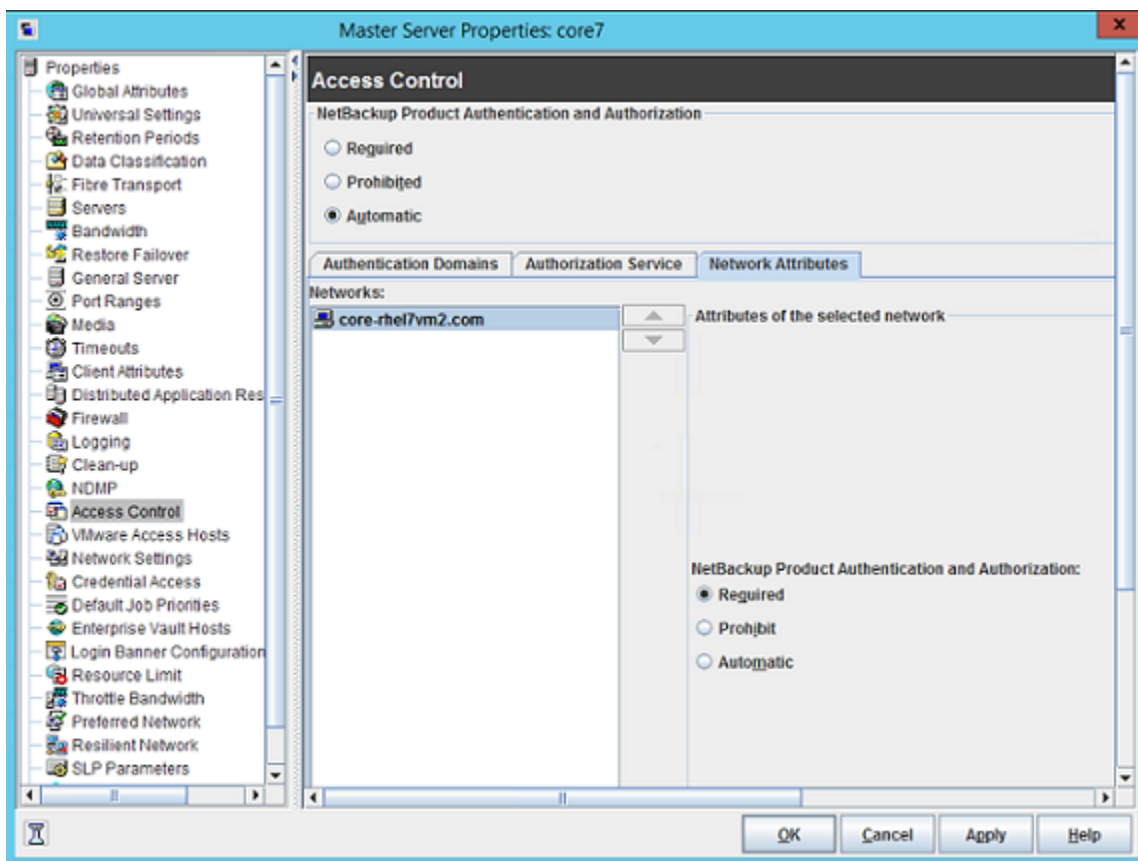 Master Server Properties: core7
x
Properties
Global Attributes
Universal Settings
Retention Periods
Data Classification
Fibre Transport
Servers
Bandwidth
Restore Failover
General Server
Port Ranges
Media
Timeouts
Client Attributes
Distributed Application Res
Firewall
Logging
Clean-up
NDMP
Access Control
VMware Access Hosts
Network Settings
Credential Access
Default Job Priorities
Enterprise Vault Hosts
Login Banner Configuration
Resource Limit
Throttle Bandwidth
Preferred Network
Resilient Network
SLP Parameters
Access Control
NetBackup Product Authentication and Authorization
Required
Prohibited
Automatic
Authentication Domains
Authorization Service
Network Attributes
Networks:
core-rhel7vm2.com
Attributes of the selected network
NetBackup Product Authentication and Authorization:
Required
Prohibit
Automatic
OK
Cancel
Apply
Help